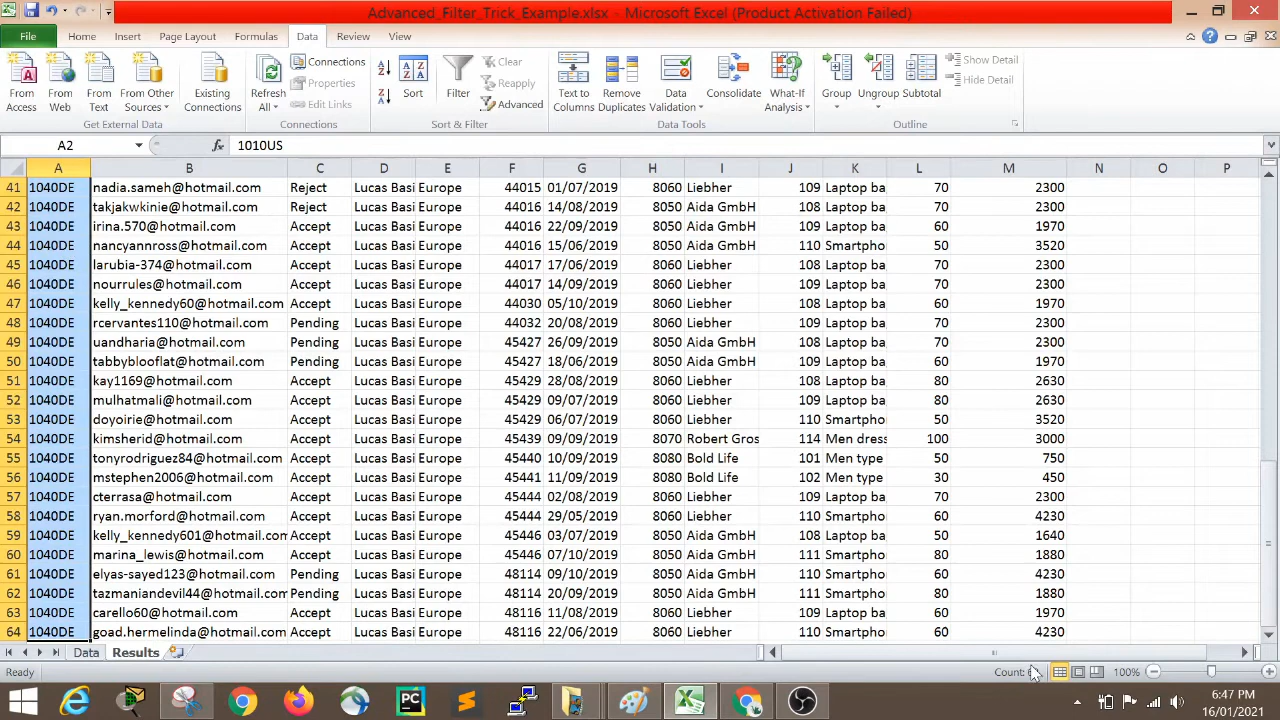 Advanced_Filter_Trick_Example.xlsx - Microsoft Excel (Product Activation Failed)
File Home Insert Page Layout Formulas Data Review View
From Access
From Web
From Text
From Other Sources
Existing Connections
Get External Data
Refresh All
Connections
Properties
Edit Links
Connections
Sort
Filter
Clear
Reapply
Advanced
Sort & Filter
Text to Columns
Remove Duplicates
Data Validation
Consolidate
What-If Analysis
Data Tools
Group
Ungroup
Subtotal
Show Detail
Hide Detail
Outline
A2 fx 1010US
A B C D E F G H I J K L M N O P
41 1040DE nadia.sameh@hotmail.com Reject Lucas Basi Europe 44015 01/07/2019 8060 Liebher 109 Laptop ba 70 2300
42 1040DE takjakwkinie@hotmail.com Reject Lucas Basi Europe 44016 14/08/2019 8050 Aida GmbH 108 Laptop ba 70 2300
43 1040DE irina.570@hotmail.com Accept Lucas Basi Europe 44016 22/09/2019 8050 Aida GmbH 109 Laptop ba 60 1970
44 1040DE nancyannross@hotmail.com Accept Lucas Basi Europe 44016 15/06/2019 8050 Aida GmbH 110 Smartpho 50 3520
45 1040DE larubia-374@hotmail.com Accept Lucas Basi Europe 44017 17/06/2019 8060 Liebher 108 Laptop ba 70 2300
46 1040DE nourrules@hotmail.com Accept Lucas Basi Europe 44017 14/09/2019 8060 Liebher 109 Laptop ba 70 2300
47 1040DE kelly_kennedy60@hotmail.com Accept Lucas Basi Europe 44030 05/10/2019 8060 Liebher 108 Laptop ba 60 1970
48 1040DE rcervantes110@hotmail.com Pending Lucas Basi Europe 44032 20/08/2019 8060 Liebher 108 Laptop ba 70 2300
49 1040DE uandharia@hotmail.com Pending Lucas Basi Europe 45427 26/09/2019 8050 Aida GmbH 108 Laptop ba 70 2300
50 1040DE tabbyblooflat@hotmail.com Pending Lucas Basi Europe 45427 18/06/2019 8050 Aida GmbH 109 Laptop ba 60 1970
51 1040DE kay1169@hotmail.com Accept Lucas Basi Europe 45429 28/08/2019 8060 Liebher 108 Laptop ba 80 2630
52 1040DE mulhatmali@hotmail.com Accept Lucas Basi Europe 45429 09/07/2019 8060 Liebher 108 Laptop ba 80 2630
53 1040DE doyoirie@hotmail.com Accept Lucas Basi Europe 45429 06/07/2019 8060 Liebher 110 Smartpho 50 3520
54 1040DE kimsherid@hotmail.com Accept Lucas Basi Europe 45439 09/09/2019 8070 Robert Gros 114 Men dress 100 3000
55 1040DE tonyrodriguez84@hotmail.com Accept Lucas Basi Europe 45440 10/09/2019 8080 Bold Life 101 Men type 50 750
56 1040DE mstephen2006@hotmail.com Accept Lucas Basi Europe 45441 11/09/2019 8080 Bold Life 102 Men type 30 450
57 1040DE cterrasa@hotmail.com Accept Lucas Basi Europe 45444 02/08/2019 8060 Liebher 109 Laptop ba 70 2300
58 1040DE ryan.morford@hotmail.com Accept Lucas Basi Europe 45444 29/05/2019 8060 Liebher 110 Smartpho 60 4230
59 1040DE kelly_kennedy601@hotmail.com Accept Lucas Basi Europe 45446 03/07/2019 8050 Aida GmbH 108 Laptop ba 50 1640
60 1040DE marina_lewis@hotmail.com Accept Lucas Basi Europe 45446 07/10/2019 8050 Aida GmbH 111 Smartpho 80 1880
61 1040DE elyas-sayed123@hotmail.com Pending Lucas Basi Europe 48114 09/10/2019 8050 Aida GmbH 110 Smartpho 60 4230
62 1040DE tazmaniandevil44@hotmail.com Pending Lucas Basi Europe 48114 20/09/2019 8050 Aida GmbH 111 Smartpho 80 1880
63 1040DE carello60@hotmail.com Accept Lucas Basi Europe 48116 11/08/2019 8060 Liebher 109 Laptop ba 60 1970
64 1040DE goad.hermelinda@hotmail.com Accept Lucas Basi Europe 48116 22/06/2019 8060 Liebher 110 Smartpho 60 4230
Data Results
Ready Count: 100%
PC
6:47 PM
16/01/2021